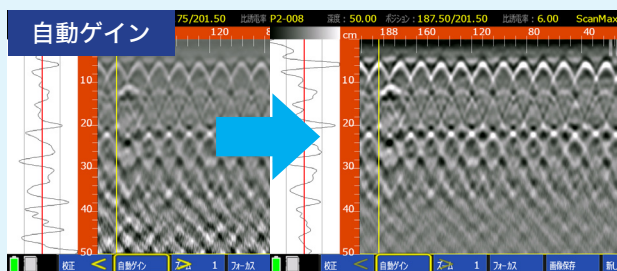 自動ゲイン
75/201.50 比誘電率
120
10
20
30
40
50
校正 < 自動ゲイン ズーム > 1 フォーカス
P2-008 深度 : 50.00 ポジション : 187.50/201.50 比誘電率 : 6.00 ScanMax
cm 188 160 120 80 40
10
20
30
40
50
校正 < 自動ゲイン ズーム > 1 フォーカス 画像保存